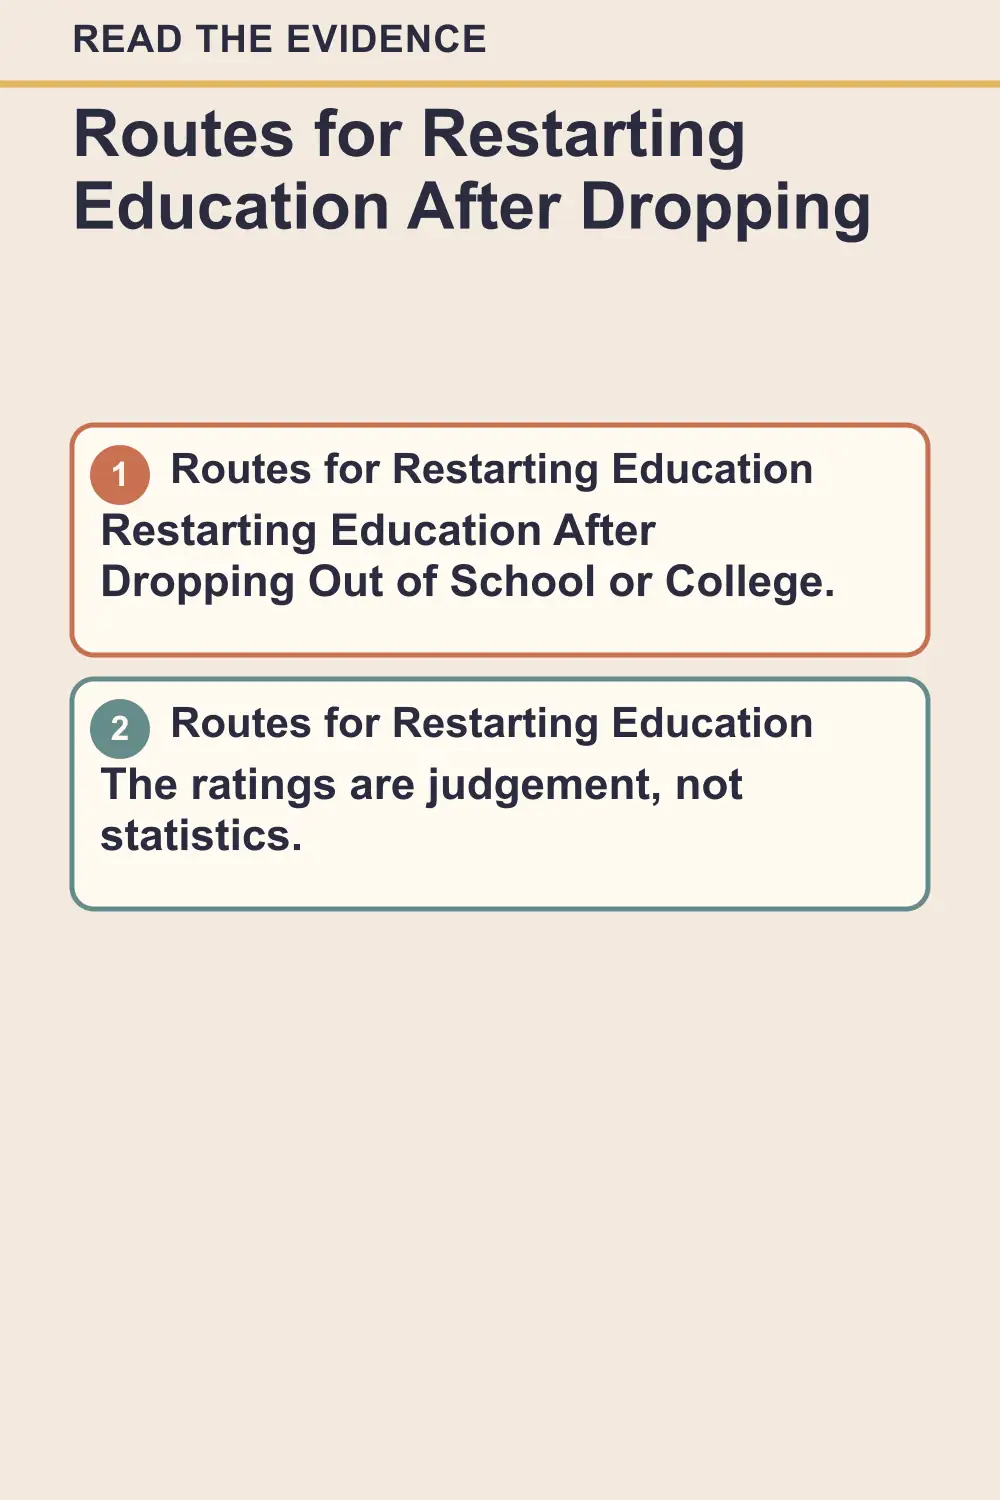 READ THE EVIDENCE
Routes for Restarting
Education After Dropping
1 Routes for Restarting Education
Restarting Education After
Dropping Out of School or College.
2 Routes for Restarting Education
The ratings are judgement, not
statistics.